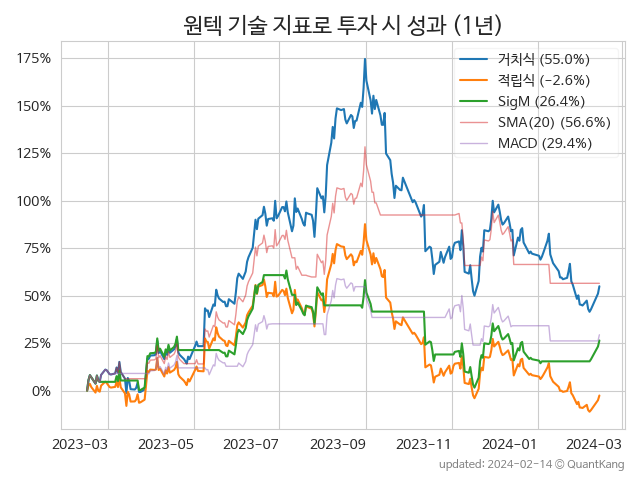 원텍 기술 지표로 투자 시 성과 (1년)
175%
150%
125%
100%
75%
50%
25%
0%
거치식 (55.0%)
적립식 (−2.6%)
SigM (26.4%)
SMA(20) (56.6%)
MACD (29.4%)
2023-03 2023-05 2023-07 2023-09 2023-11 2024-01 2024-03
updated: 2024-02-14 © QuantKang